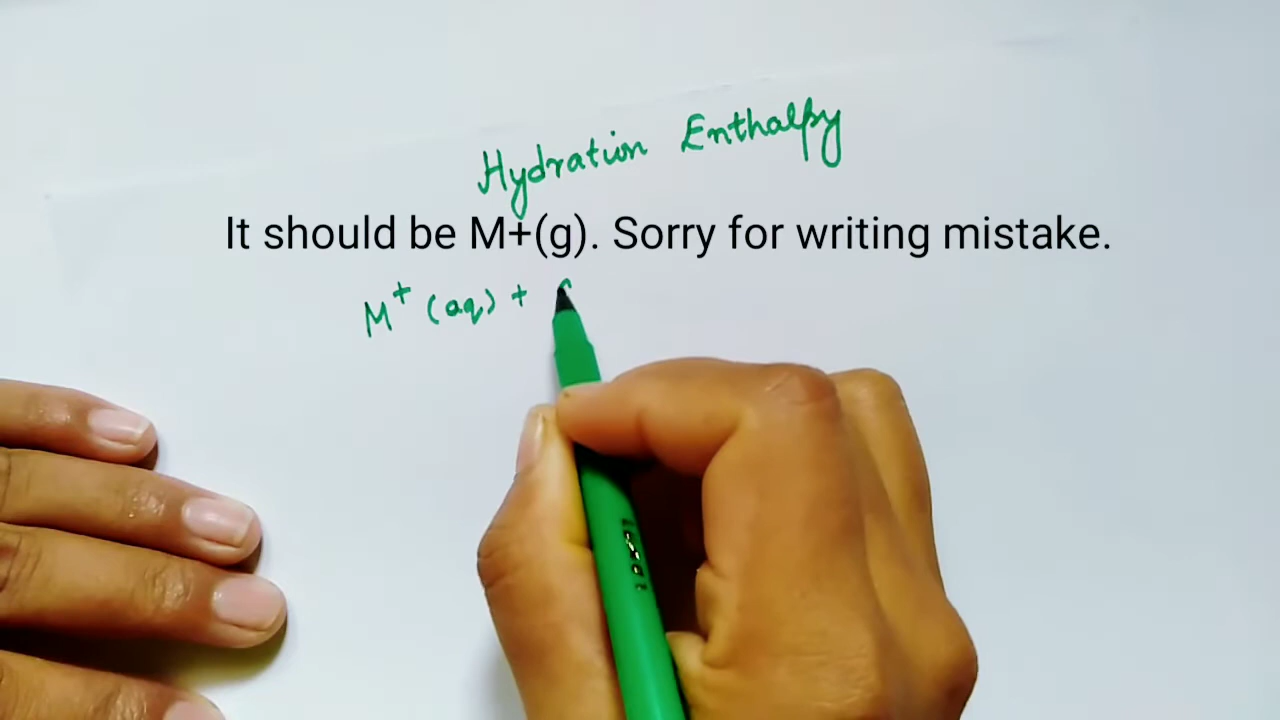 Hydration Enthalpy
It should be M+(g). Sorry for writing mistake.
M⁺ (aq) +